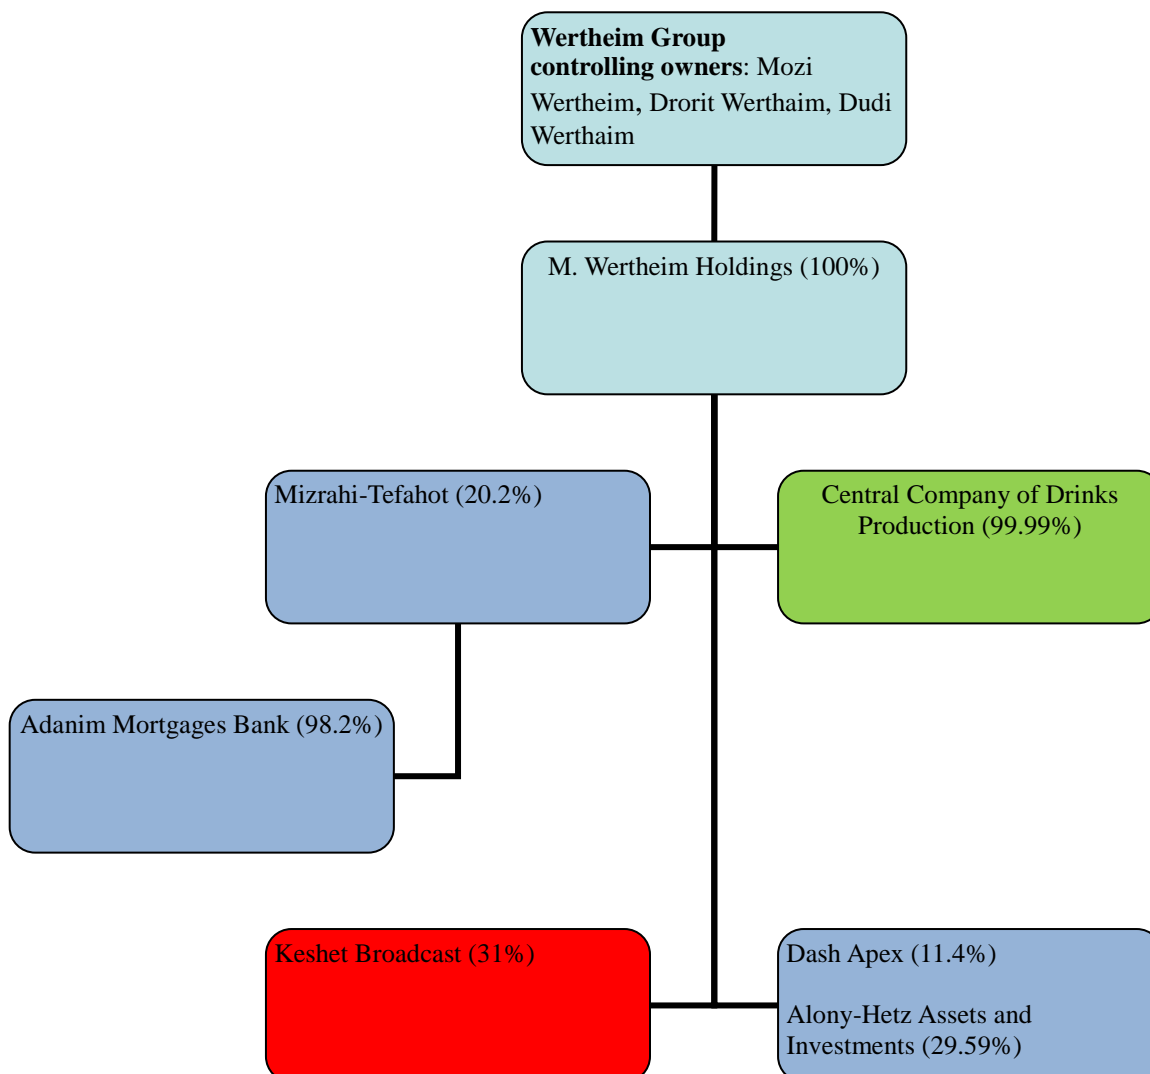 Wertheim Group
controlling owners: Mozi
Wertheim, Drorit Werthaim, Dudi
Werthaim
M. Wertheim Holdings (100%)
Mizrahi-Tefahot (20.2%)
Central Company of Drinks
Production (99.99%)
Adanim Mortgages Bank (98.2%)
Keshet Broadcast (31%)
Dash Apex (11.4%)
Alony-Hetz Assets and
Investments (29.59%)